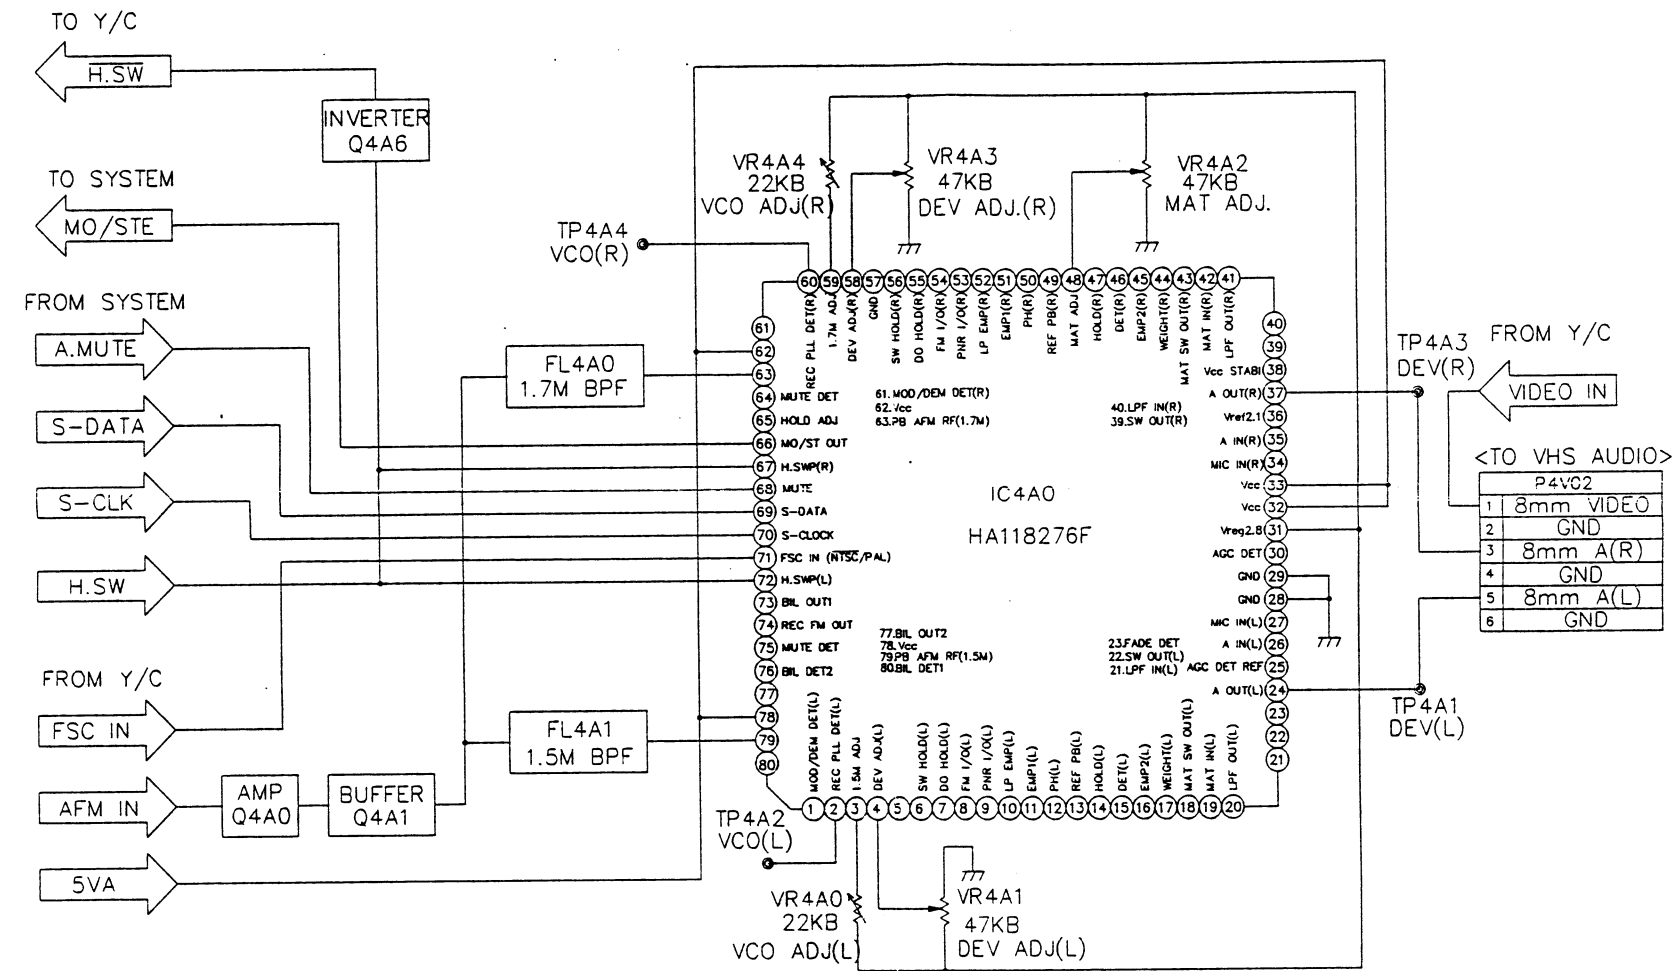 TO Y/C
H.SW
INVERTER
Q4A6
TO SYSTEM
MO/STE
FROM SYSTEM
A.MUTE
S-DATA
S-CLK
H.SW
FROM Y/C
FSC IN
AFM IN
AMP
Q4A0
BUFFER
Q4A1
5VA
FL4A0
1.7M BPF
FL4A1
1.5M BPF
TP4A4
VCO(R)
VR4A4
22KB
VCO ADJ(R)
VR4A3
47KB
DEV ADJ.(R)
VR4A2
47KB
MAT ADJ.
60 REC PLL DET(R)
59 1.7M ADJ
58 DEV ADJ(R)
57 GND
56 SW HOLD(R)
55 DO HOLD(R)
54 FM I/O(R)
53 PNR I/O(R)
52 LP EMP(R)
51 EMP1(R)
50 PH(R)
49 REF PB(R)
48 MAT ADJ
47 HOLD(R)
46 DET(R)
45 EMP2(R)
44 WEIGHT(R)
43 MAT SW OUT(R)
42 MAT IN(R)
41 LPF OUT(R)
61
62
63
64 MUTE DET
65 HOLD ADJ
66 MO/ST OUT
67 H.SWP(R)
68 MUTE
69 S-DATA
70 S-CLOCK
71 FSC IN (NTSC/PAL)
72 H.SWP(L)
73 BIL OUT1
74 REC FM OUT
75 MUTE DET
76 BIL DET2
77
78
79
80
61.MOD/DEM DET(R)
62.Vcc
63.PB AFM RF(1.7M)
40.LPF IN(R)
39.SW OUT(R)
IC4A0
HA118276F
77.BIL OUT2
78.Vcc
79.PB AFM RF(1.5M)
80.BIL DET1
23.FADE DET
22.SW OUT(L)
21.LPF IN(L)
40
39
Vcc STABI 38
A OUT(R) 37
Vref2.1 36
A IN(R) 35
MIC IN(R) 34
Vcc 33
Vcc 32
Vreg2.8 31
AGC DET 30
GND 29
GND 28
MIC IN(L) 27
A IN(L) 26
AGC DET REF 25
A OUT(L) 24
23
22
21
1 MOD/DEM DET(L)
2 REC PLL DET(L)
3 1.5M ADJ
4 DEV ADJ(L)
5
6 SW HOLD(L)
7 DO HOLD(L)
8 FM I/O(L)
9 PNR I/O(L)
10 LP EMP(L)
11 EMP1(L)
12 PH(L)
13 REF PB(L)
14 HOLD(L)
15 DET(L)
16 EMP2(L)
17 WEIGHT(L)
18 MAT SW OUT(L)
19 MAT IN(L)
20 LPF OUT(L)
TP4A2
VCO(L)
VR4A0
22KB
VCO ADJ(L)
VR4A1
47KB
DEV ADJ(L)
TP4A3
DEV(R)
FROM Y/C
VIDEO IN
<TO VHS AUDIO>
P4VC2
1 8mm VIDEO
2 GND
3 8mm A(R)
4 GND
5 8mm A(L)
6 GND
TP4A1
DEV(L)